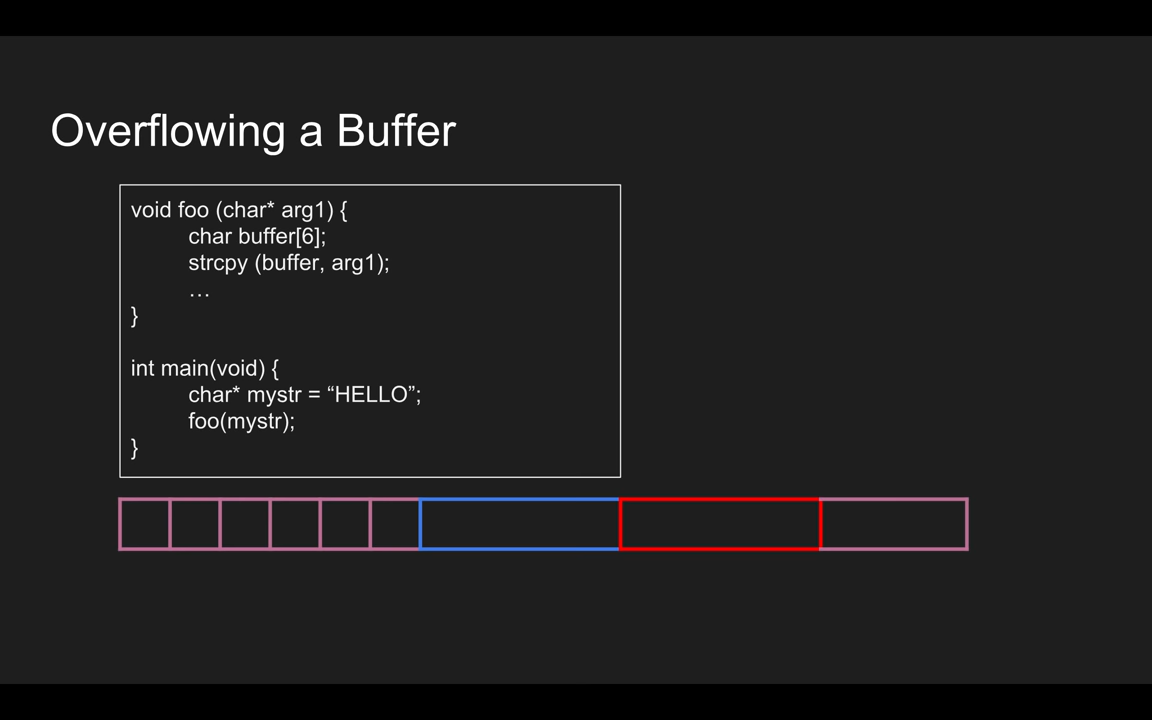 Overflowing a Buffer
void foo (char* arg1) {
char buffer[6];
strcpy (buffer, arg1);
…
}
int main(void) {
char* mystr = “HELLO”;
foo(mystr);
}